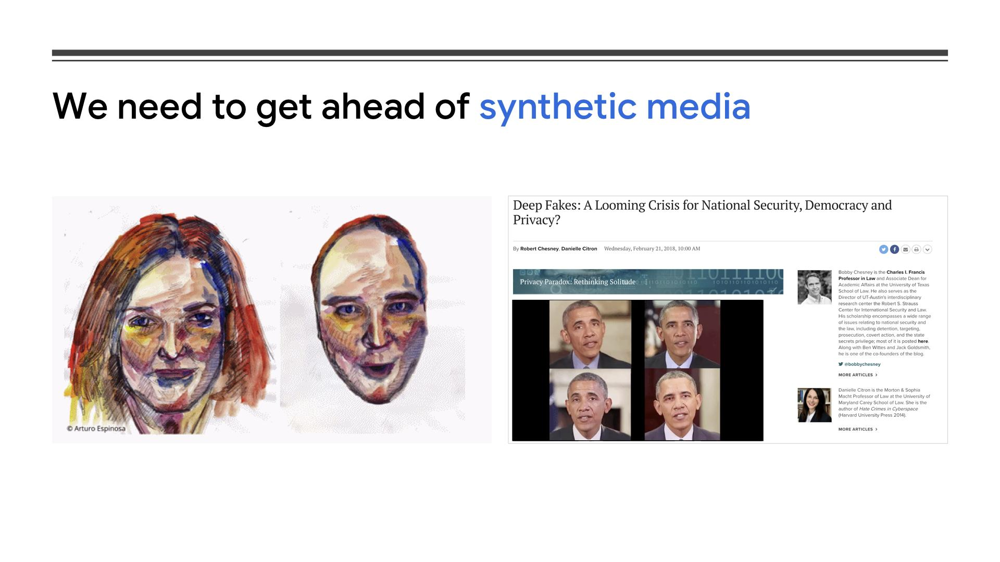 We need to get ahead of synthetic media
© Arturo Espinosa
Deep Fakes: A Looming Crisis for National Security, Democracy and
Privacy?
By Robert Chesney, Danielle Citron Wednesday, February 21, 2018, 10:00 AM
Privacy Paradox: Rethinking Solitude
Bobby Chesney is the Charles I. Francis
Professor in Law and Associate Dean for
Academic Affairs at the University of Texas
School of Law. He also serves as the
Director of UT-Austin's interdisciplinary
research center the Robert S. Strauss
Center for International Security and Law.
His scholarship encompasses a wide range
of issues relating to national security and
the law, including detention, targeting,
prosecution, covert action, and the state
secrets privilege; most of it is posted here.
Along with Ben Wittes and Jack Goldsmith,
he is one of the co-founders of the blog.
@bobbychesney
MORE ARTICLES >
Danielle Citron is the Morton & Sophia
Macht Professor of Law at the University of
Maryland Carey School of Law. She is the
author of Hate Crimes in Cyberspace
(Harvard University Press 2014).
MORE ARTICLES >